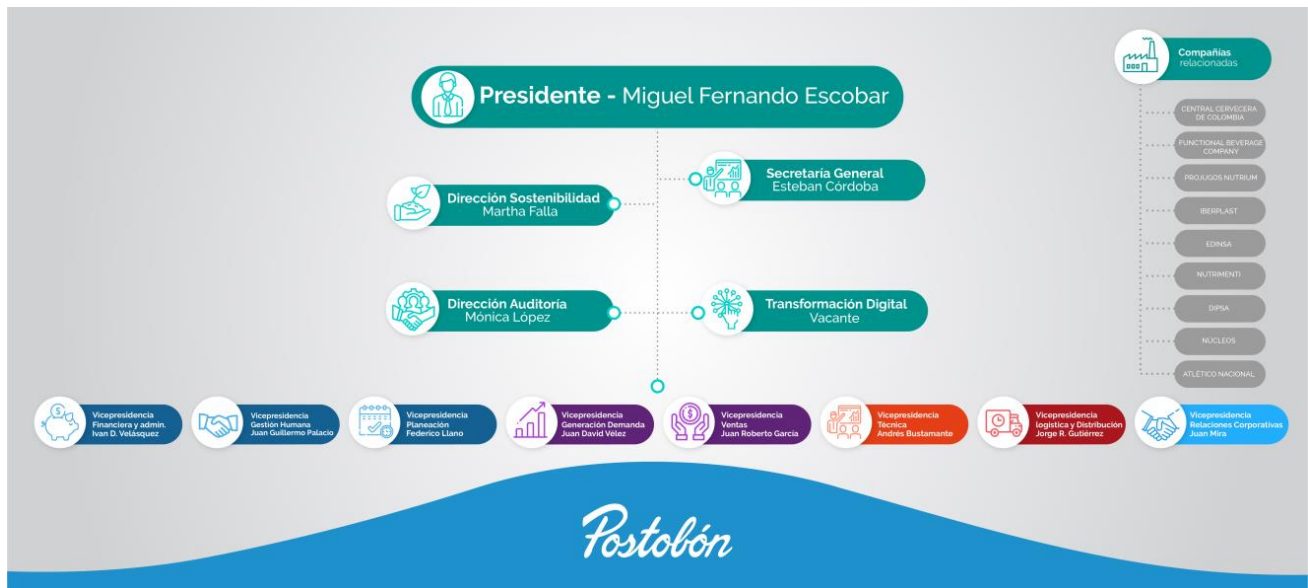 Presidente - Miguel Fernando Escobar
Secretaría General
Esteban Córdoba
Dirección Sostenibilidad
Martha Falla
Dirección Auditoría
Mónica López
Transformación Digital
Vacante
Compañías
relacionadas
CENTRAL CERVECERA
DE COLOMBIA
FUNCTIONAL BEVERAGE
COMPANY
PROJUGOS NUTRIUM
IBERPLAST
EDINSA
NUTRIMENTI
DIPSA
NUCLEOS
ATLÉTICO NACIONAL
Vicepresidencia
Financiera y admin.
Ivan D. Velásquez
Vicepresidencia
Gestión Humana
Juan Guillermo Palacio
Vicepresidencia
Planeación
Federico Llano
Vicepresidencia
Generación Demanda
Juan David Vélez
Vicepresidencia
Ventas
Juan Roberto García
Vicepresidencia
Técnica
Andrés Bustamante
Vicepresidencia
logística y Distribución
Jorge R. Gutiérrez
Vicepresidencia
Relaciones Corporativas
Juan Mira
Postobón